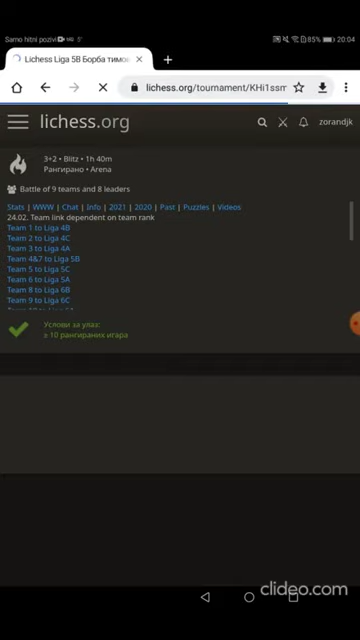 Samo hitni pozivi
85% 20:04
Lichess Liga 5B Борба тимов
lichess.org/tournament/KHi1ssm
lichess.org
zorandjk
3+2 • Blitz • 1h 40m
Рангирано • Arena
Battle of 9 teams and 8 leaders
Stats | WWW | Chat | Info | 2021 | 2020 | Past | Puzzles | Videos
24.02. Team link dependent on team rank
Team 1 to Liga 4B
Team 2 to Liga 4C
Team 3 to Liga 4A
Team 4&7 to Liga 5B
Team 5 to Liga 5C
Team 6 to Liga 5A
Team 8 to Liga 6B
Team 9 to Liga 6C
Услови за улаз:
≥ 10 рангираних игара
clideo.com